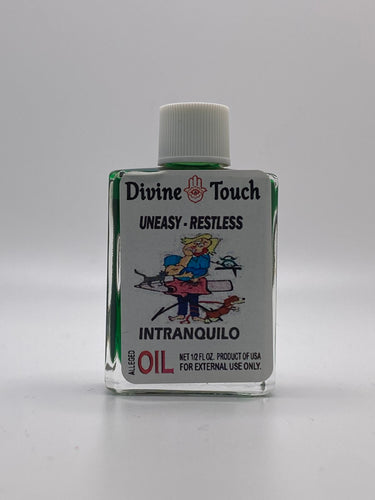 Divine Touch
UNEASY - RESTLESS
INTRANQUILO
ALLEGED
OIL
NET 1/2 FL OZ. PRODUCT OF USA
FOR EXTERNAL USE ONLY.